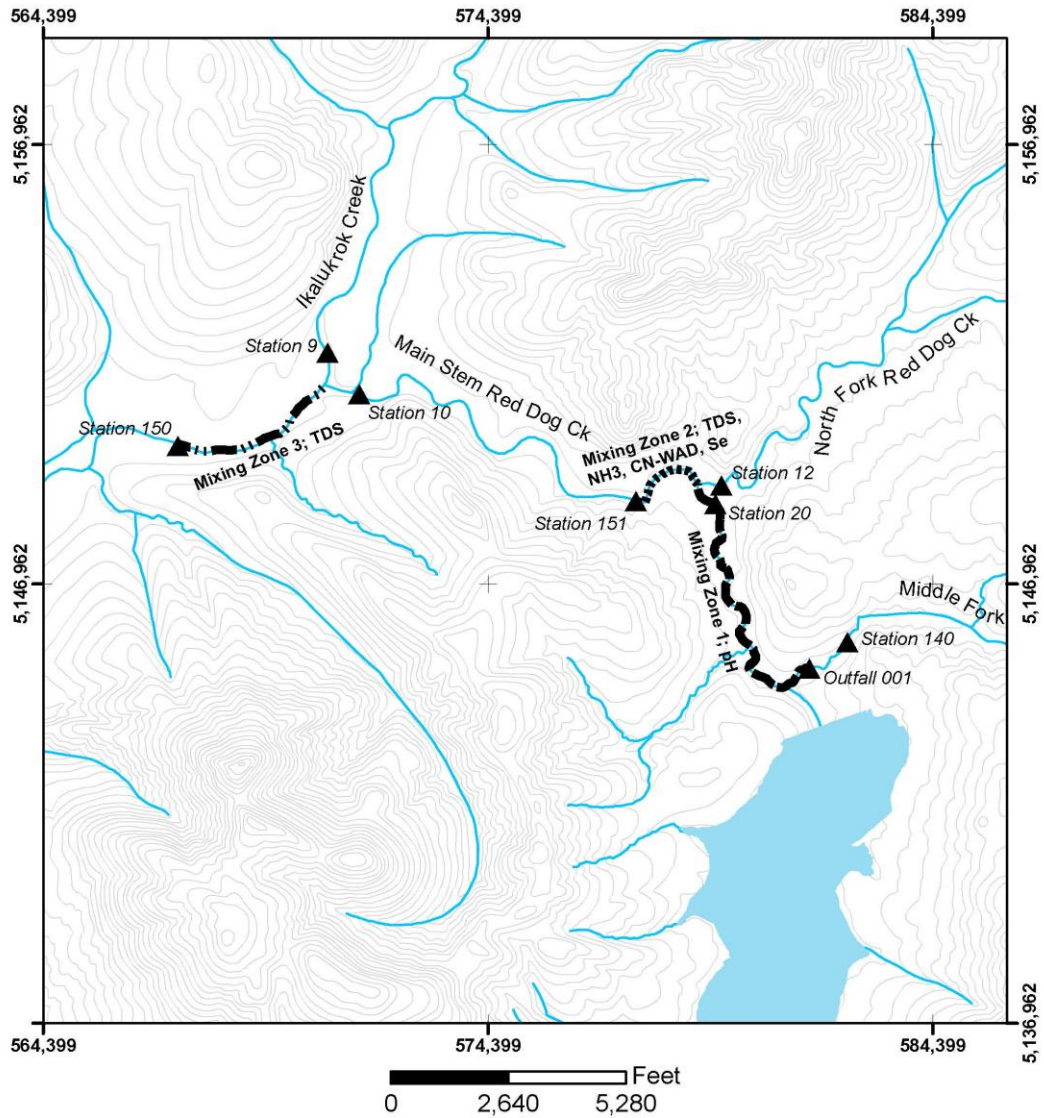 564,399
574,399
584,399
5,156,962
5,156,962
Ikalukrok Creek
Station 9
Main Stem Red Dog Ck
North Fork Red Dog Ck
Station 10
Station 150
Mixing Zone 3; TDS
Mixing Zone 2; TDS,
NH3, CN-WAD, Se
Station 12
Station 151
Station 20
Mixing Zone 1; pH
5,146,962
5,146,962
Middle Fork
Station 140
Outfall 001
5,136,962
564,399
574,399
584,399
Feet
0
2,640
5,280